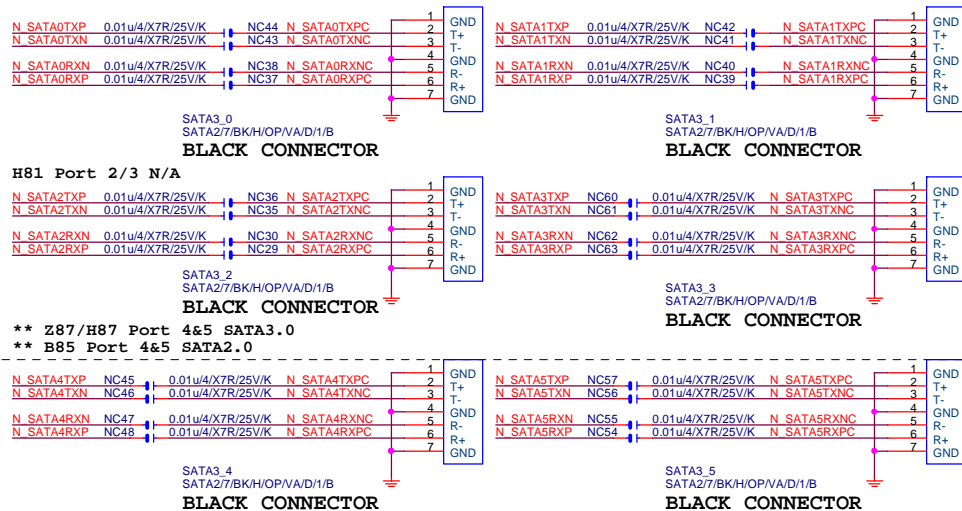 1 GND
N_SATA0TXP 0.01u/4/X7R/25V/K NC44 N_SATA0TXPC 2 T+
N_SATA0TXN 0.01u/4/X7R/25V/K NC43 N_SATA0TXNC 3 T-
4 GND
N_SATA0RXN 0.01u/4/X7R/25V/K NC38 N_SATA0RXNC 5 R-
N_SATA0RXP 0.01u/4/X7R/25V/K NC37 N_SATA0RXPC 6 R+
7 GND
SATA3_0
SATA2/7/BK/H/OP/VA/D/1/B
BLACK CONNECTOR
1 GND
N_SATA1TXP 0.01u/4/X7R/25V/K NC42 N_SATA1TXPC 2 T+
N_SATA1TXN 0.01u/4/X7R/25V/K NC41 N_SATA1TXNC 3 T-
4 GND
N_SATA1RXN 0.01u/4/X7R/25V/K NC40 N_SATA1RXNC 5 R-
N_SATA1RXP 0.01u/4/X7R/25V/K NC39 N_SATA1RXPC 6 R+
7 GND
SATA3_1
SATA2/7/BK/H/OP/VA/D/1/B
BLACK CONNECTOR
H81 Port 2/3 N/A
1 GND
N_SATA2TXP 0.01u/4/X7R/25V/K NC36 N_SATA2TXPC 2 T+
N_SATA2TXN 0.01u/4/X7R/25V/K NC35 N_SATA2TXNC 3 T-
4 GND
N_SATA2RXN 0.01u/4/X7R/25V/K NC30 N_SATA2RXNC 5 R-
N_SATA2RXP 0.01u/4/X7R/25V/K NC29 N_SATA2RXPC 6 R+
7 GND
SATA3_2
SATA2/7/BK/H/OP/VA/D/1/B
BLACK CONNECTOR
1 GND
N_SATA3TXP NC60 0.01u/4/X7R/25V/K N_SATA3TXPC 2 T+
N_SATA3TXN NC61 0.01u/4/X7R/25V/K N_SATA3TXNC 3 T-
4 GND
N_SATA3RXN NC62 0.01u/4/X7R/25V/K N_SATA3RXNC 5 R-
N_SATA3RXP NC63 0.01u/4/X7R/25V/K N_SATA3RXPC 6 R+
7 GND
SATA3_3
SATA2/7/BK/H/OP/VA/D/1/B
BLACK CONNECTOR
** Z87/H87 Port 4&5 SATA3.0
** B85 Port 4&5 SATA2.0
1 GND
N_SATA4TXP NC45 0.01u/4/X7R/25V/K N_SATA4TXPC 2 T+
N_SATA4TXN NC46 0.01u/4/X7R/25V/K N_SATA4TXNC 3 T-
4 GND
N_SATA4RXN NC47 0.01u/4/X7R/25V/K N_SATA4RXNC 5 R-
N_SATA4RXP NC48 0.01u/4/X7R/25V/K N_SATA4RXPC 6 R+
7 GND
SATA3_4
SATA2/7/BK/H/OP/VA/D/1/B
BLACK CONNECTOR
1 GND
N_SATA5TXP NC57 0.01u/4/X7R/25V/K N_SATA5TXPC 2 T+
N_SATA5TXN NC56 0.01u/4/X7R/25V/K N_SATA5TXNC 3 T-
4 GND
N_SATA5RXN NC55 0.01u/4/X7R/25V/K N_SATA5RXNC 5 R-
N_SATA5RXP NC54 0.01u/4/X7R/25V/K N_SATA5RXPC 6 R+
7 GND
SATA3_5
SATA2/7/BK/H/OP/VA/D/1/B
BLACK CONNECTOR